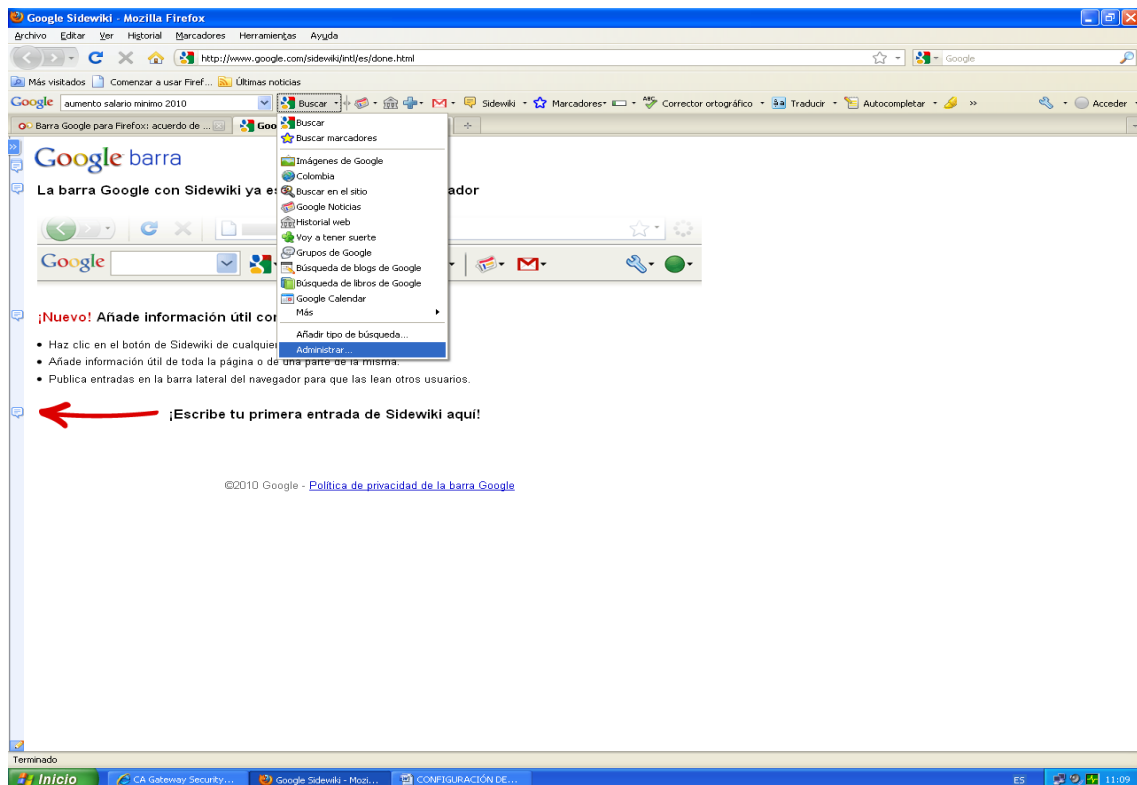 Google Sidewiki - Mozilla Firefox
Archivo Editar Ver Historial Marcadores Herramientas Ayuda
http://www.google.com/sidewiki/intl/es/done.html Google
Más visitados Comenzar a usar Firef... Últimas noticias
Google aumento salario minimo 2010 Buscar Sidewiki Marcadores ABC Corrector ortográfico Traducir Autocompletar » Acceder
Barra Google para Firefox: acuerdo de ... Goo
Buscar
Buscar marcadores
Imágenes de Google
Colombia
Buscar en el sitio
Google Noticias
Historial web
Voy a tener suerte
Grupos de Google
Búsqueda de blogs de Google
Búsqueda de libros de Google
Google Calendar
Más
Añadir tipo de búsqueda...
Administrar...
Google barra
La barra Google con Sidewiki ya es ador
Google
¡Nuevo! Añade información útil cor
• Haz clic en el botón de Sidewiki de cualquie
• Añade información útil de toda la página o de una parte de la misma.
• Publica entradas en la barra lateral del navegador para que las lean otros usuarios.
¡Escribe tu primera entrada de Sidewiki aquí!
©2010 Google - Política de privacidad de la barra Google
Terminado
Inicio CA Gateway Security... Google Sidewiki - Mozi... CONFIGURACIÓN DE... ES 11:09